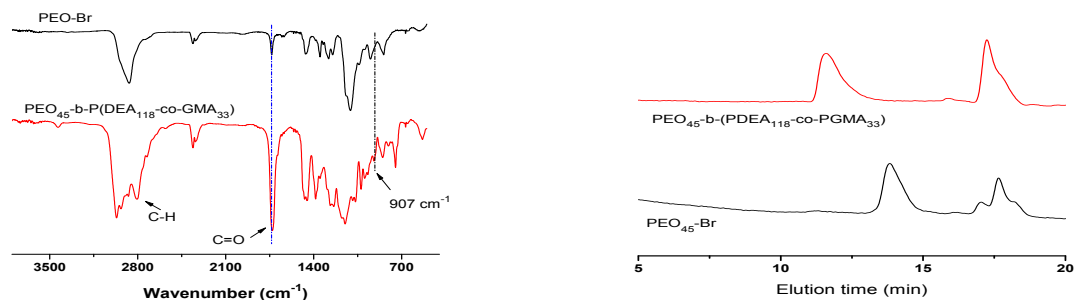 PEO-Br
PEO₄₅-b-P(DEA₁₁₈-co-GMA₃₃)
C-H
C=O
907 cm⁻¹
3500 2800 2100 1400 700
Wavenumber (cm⁻¹)
PEO₄₅-b-(PDEA₁₁₈-co-PGMA₃₃)
PEO₄₅-Br
5 10 15 20
Elution time (min)